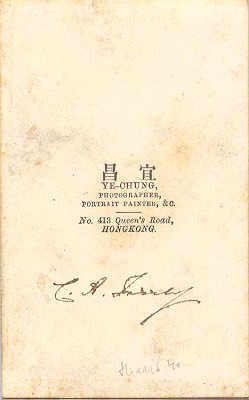 昌宜
YE-CHUNG,
PHOTOGRAPHER,
PORTRAIT PAINTER, &C.
No. 413 Queen's Road,
HONGKONG.
C. A.